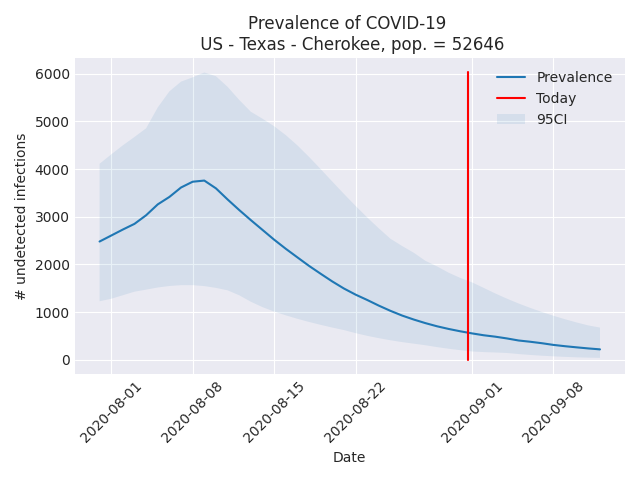 Prevalence of COVID-19
US - Texas - Cherokee, pop. = 52646
Prevalence
Today
95CI
# undetected infections
6000
5000
4000
3000
2000
1000
0
2020-08-01
2020-08-08
2020-08-15
2020-08-22
2020-09-01
2020-09-08
Date